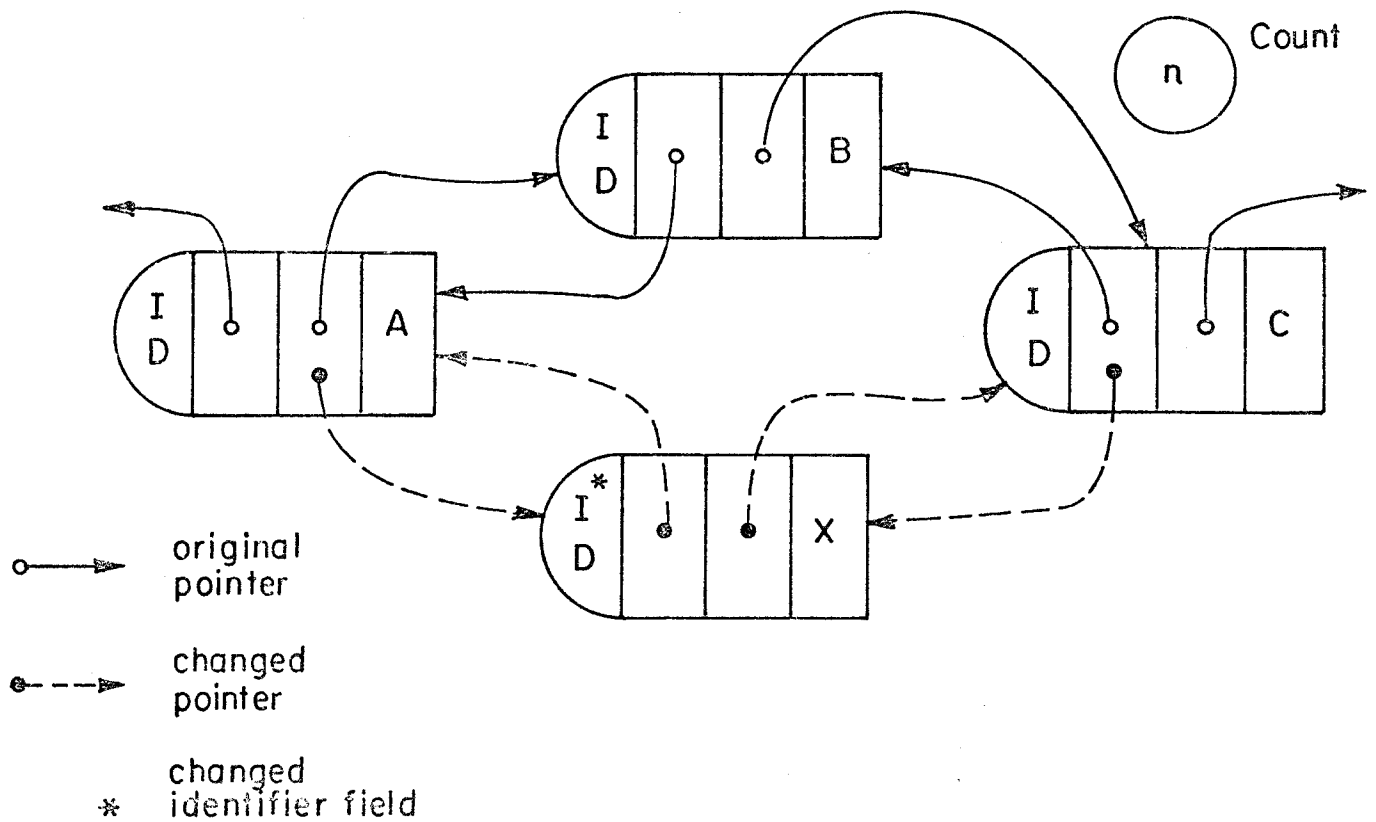 Count
n
I
D
B
I
D
A
I
D
C
I*
D
X
original
pointer
changed
pointer
changed
* identifier field